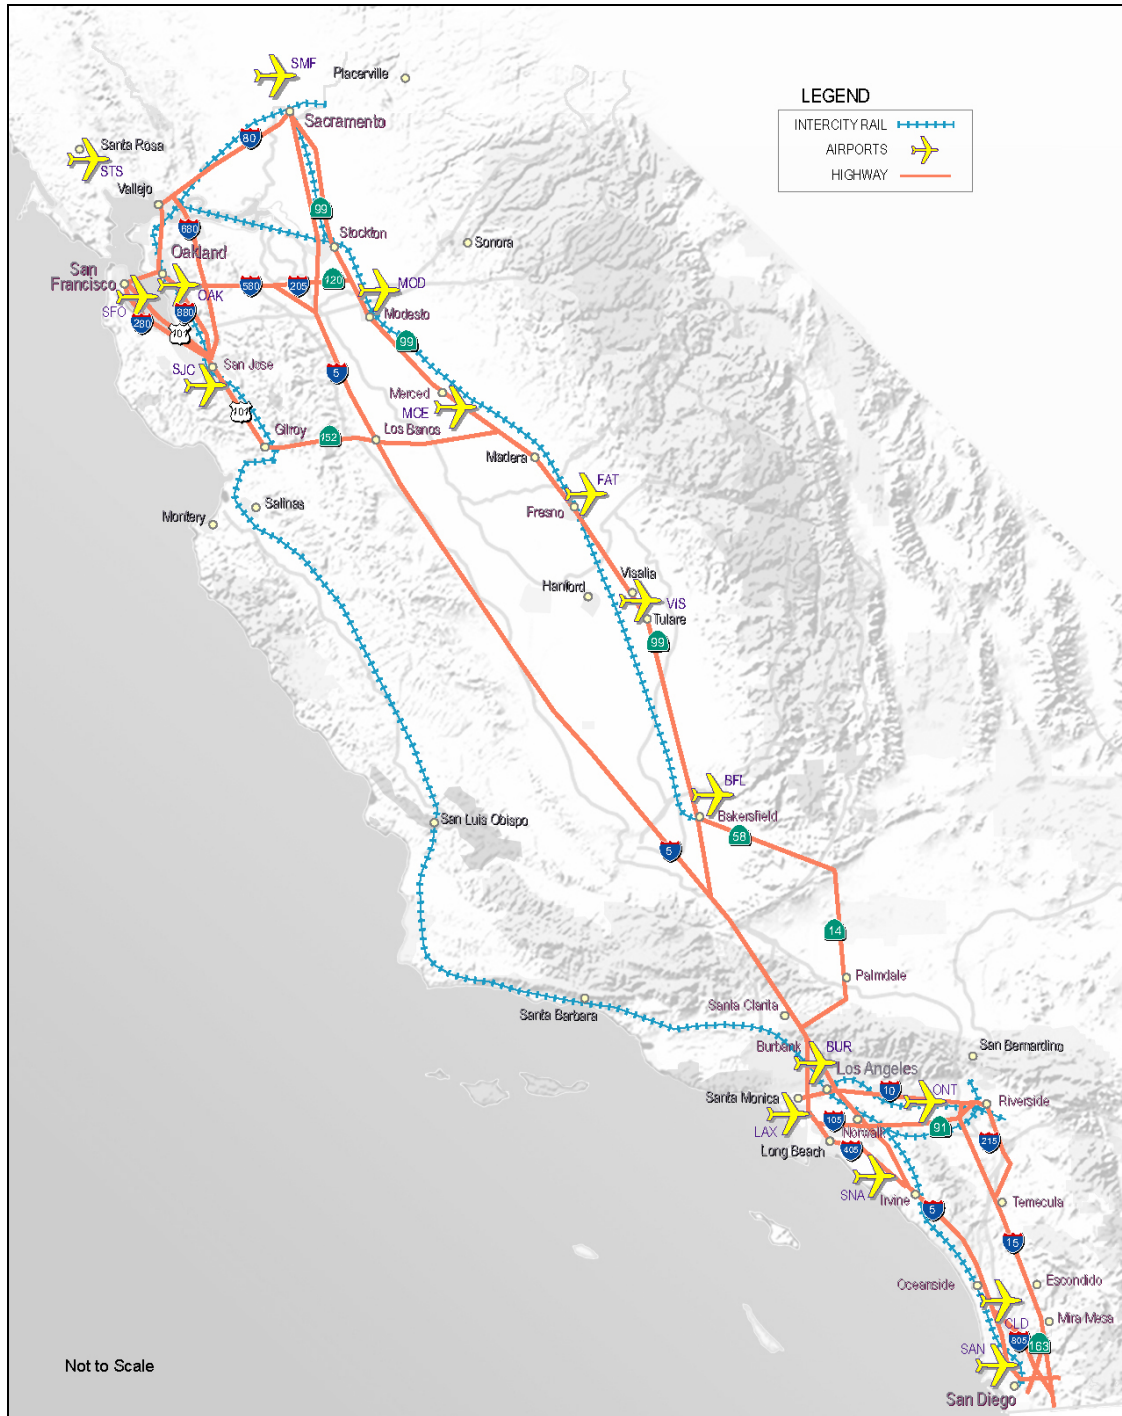 SMF
Placerville
LEGEND
INTERCITY RAIL
AIRPORTS
HIGHWAY
Sacramento
80
Santa Rosa
STS
Vallejo
99
680
Stockton
Sonora
Oakland
San
Francisco
580
205
120
MOD
OAK
SFO
880
280
101
Modesto
99
San Jose
SJC
5
101
Merced
MCE
Gilroy
152
Los Banos
Madera
FAT
Fresno
Salinas
Montery
Visalia
Hanford
VIS
Tulare
99
BFL
Bakersfield
58
San Luis Obispo
5
14
Palmdale
Santa Clarita
Santa Barbara
Burbank
BUR
San Bernardino
Los Angeles
10
ONT
Santa Monica
Riverside
105
LAX
Norwalk
91
215
Long Beach
405
SNA
Irvine
5
Temecula
15
Oceanside
Escondido
CLD
Mira Mesa
805
163
SAN
Not to Scale
San Diego